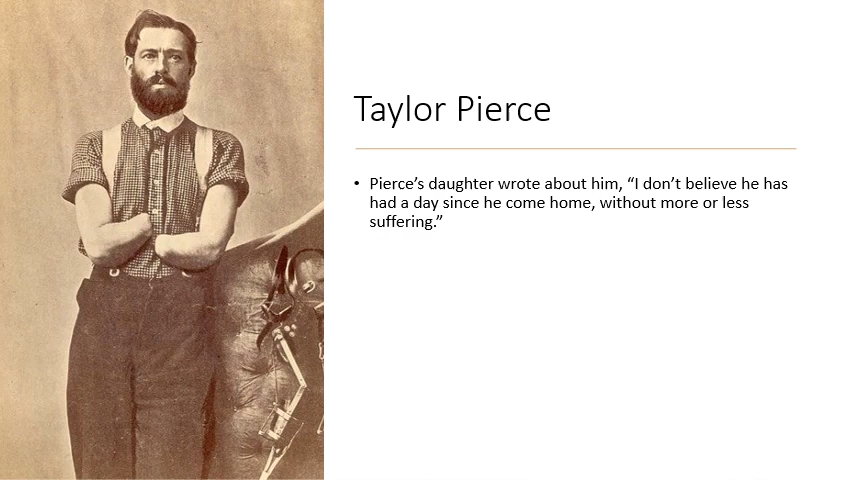 Taylor Pierce
• Pierce’s daughter wrote about him, “I don’t believe he has
had a day since he come home, without more or less
suffering.”